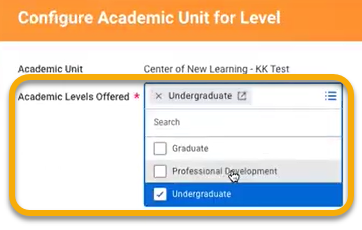 Configure Academic Unit for Level
Academic Unit Center of New Learning - KK Test
Academic Levels Offered * × Undergraduate
Search
Graduate
Professional Development
Undergraduate